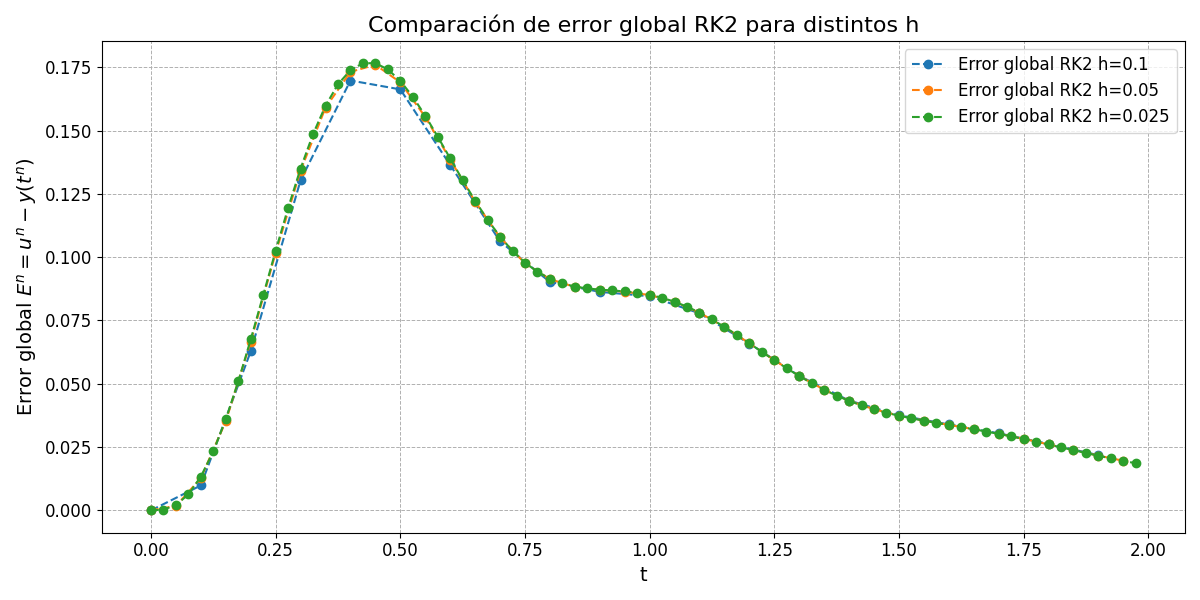 Comparación de error global RK2 para distintos h
Error global RK2 h=0.1
Error global RK2 h=0.05
Error global RK2 h=0.025
Error global $E^n = u^n - y(t^n)$
0.175
0.150
0.125
0.100
0.075
0.050
0.025
0.000
0.00 0.25 0.50 0.75 1.00 1.25 1.50 1.75 2.00
t